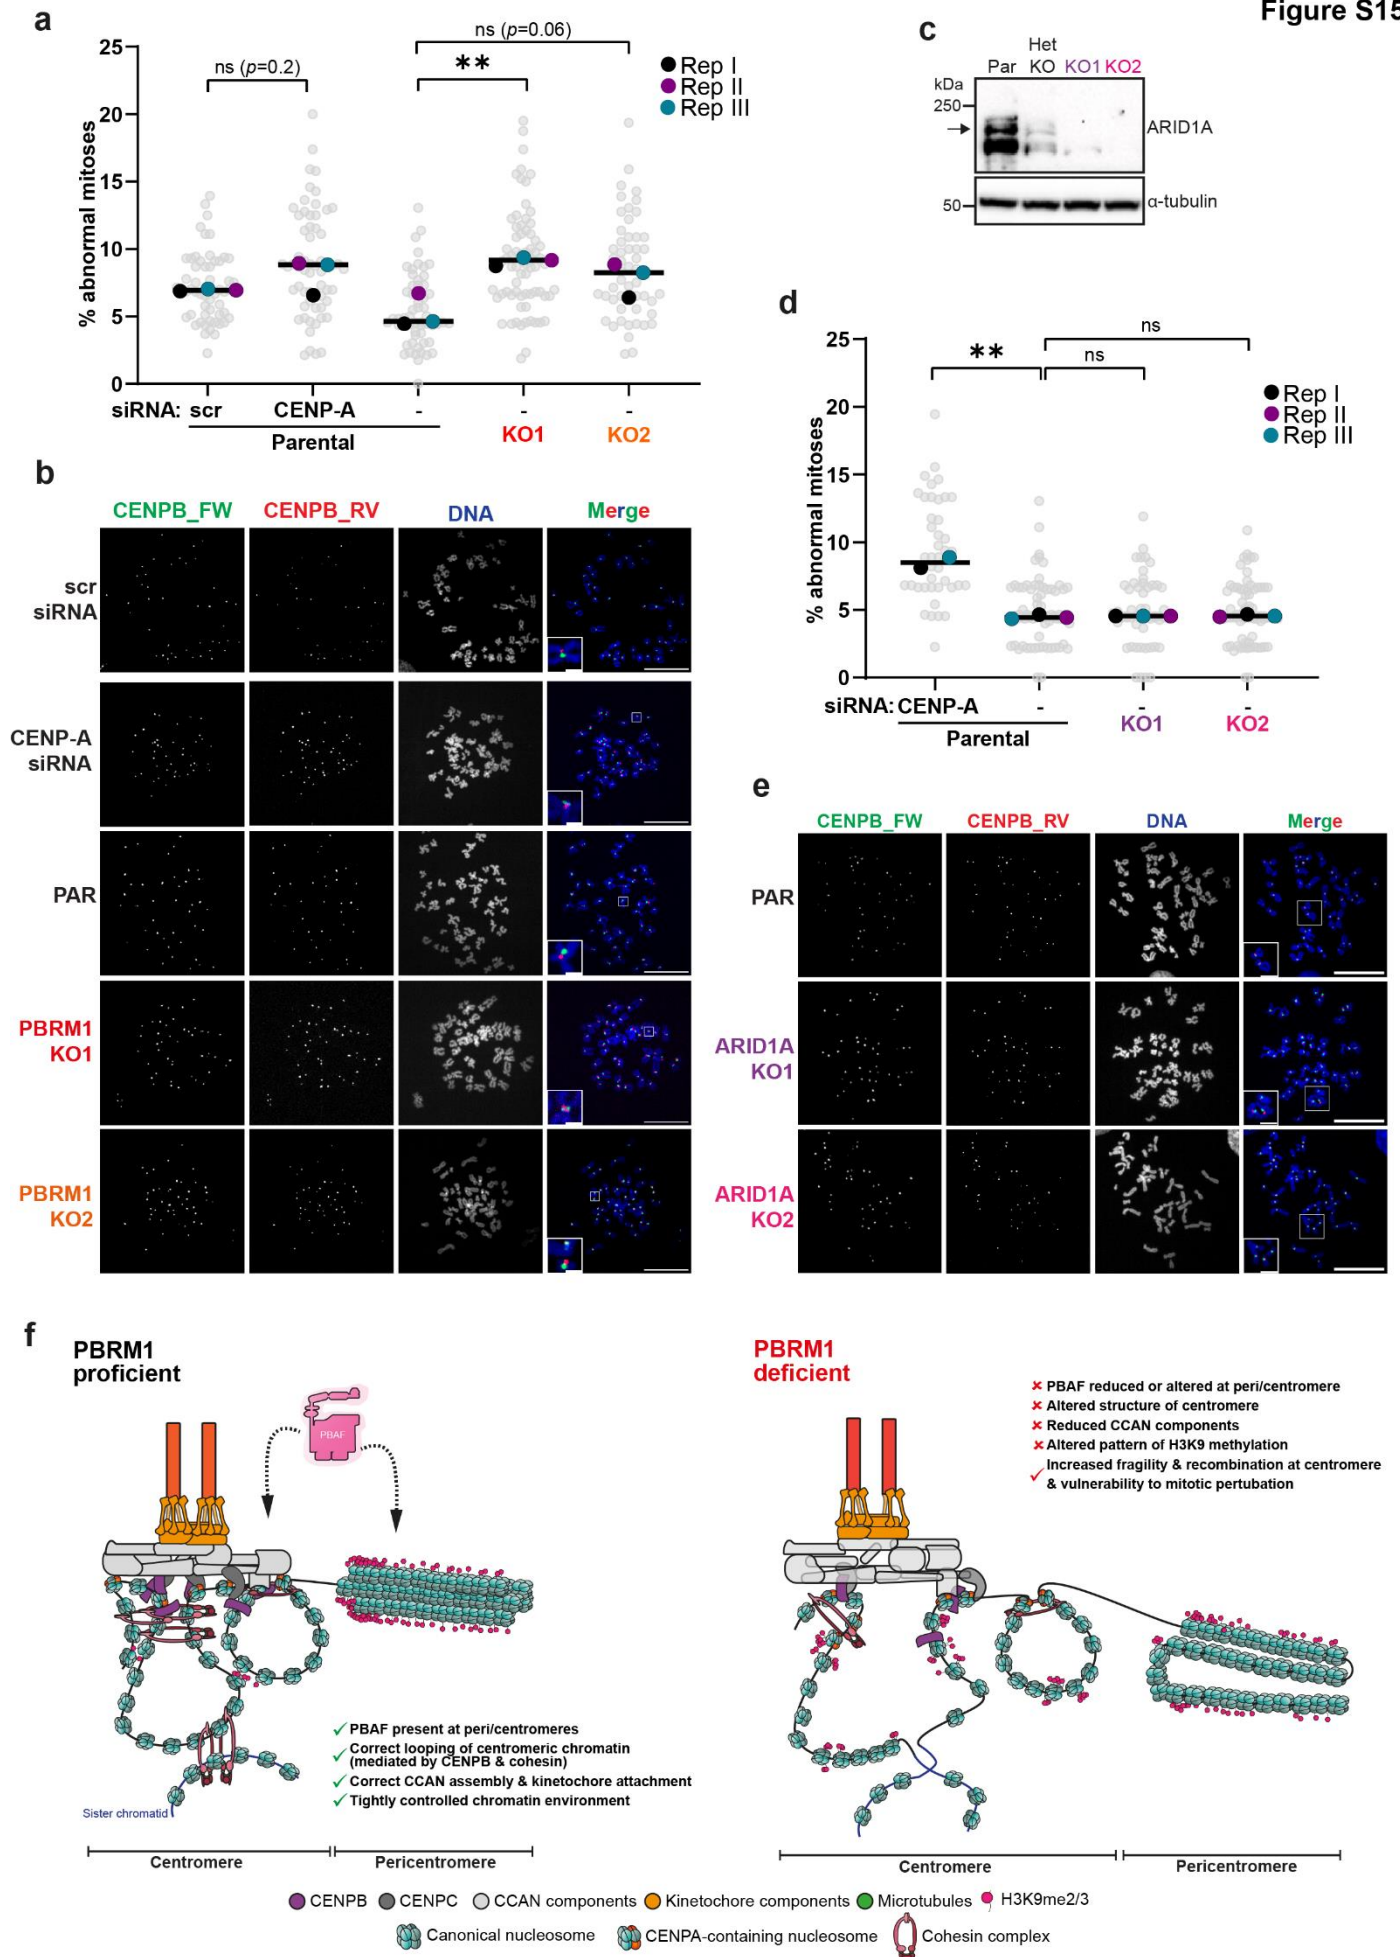 Figure S15
a
ns (p=0.2)
ns (p=0.06)
**
Rep I
Rep II
Rep III
% abnormal mitoses
25
20
15
10
5
0
siRNA: scr CENP-A - - -
Parental KO1 KO2
c
Het
Par KO KO1 KO2
kDa
250
ARID1A
50
α-tubulin
d
ns
** ns
Rep I
Rep II
Rep III
% abnormal mitoses
25
20
15
10
5
0
siRNA: CENP-A - - -
Parental KO1 KO2
b
CENPB_FW CENPB_RV DNA Merge
scr
siRNA
CENP-A
siRNA
PAR
PBRM1
KO1
PBRM1
KO2
e
CENPB_FW CENPB_RV DNA Merge
PAR
ARID1A
KO1
ARID1A
KO2
f
PBRM1
proficient
PBAF
✓ PBAF present at peri/centromeres
✓ Correct looping of centromeric chromatin
(mediated by CENPB & cohesin)
✓ Correct CCAN assembly & kinetochore attachment
✓ Tightly controlled chromatin environment
Sister chromatid
Centromere Pericentromere
PBRM1
deficient
✗ PBAF reduced or altered at peri/centromere
✗ Altered structure of centromere
✗ Reduced CCAN components
✗ Altered pattern of H3K9 methylation
✓ Increased fragility & recombination at centromere
& vulnerability to mitotic pertubation
Centromere Pericentromere
CENPB CENPC CCAN components Kinetochore components Microtubules H3K9me2/3
Canonical nucleosome CENPA-containing nucleosome Cohesin complex